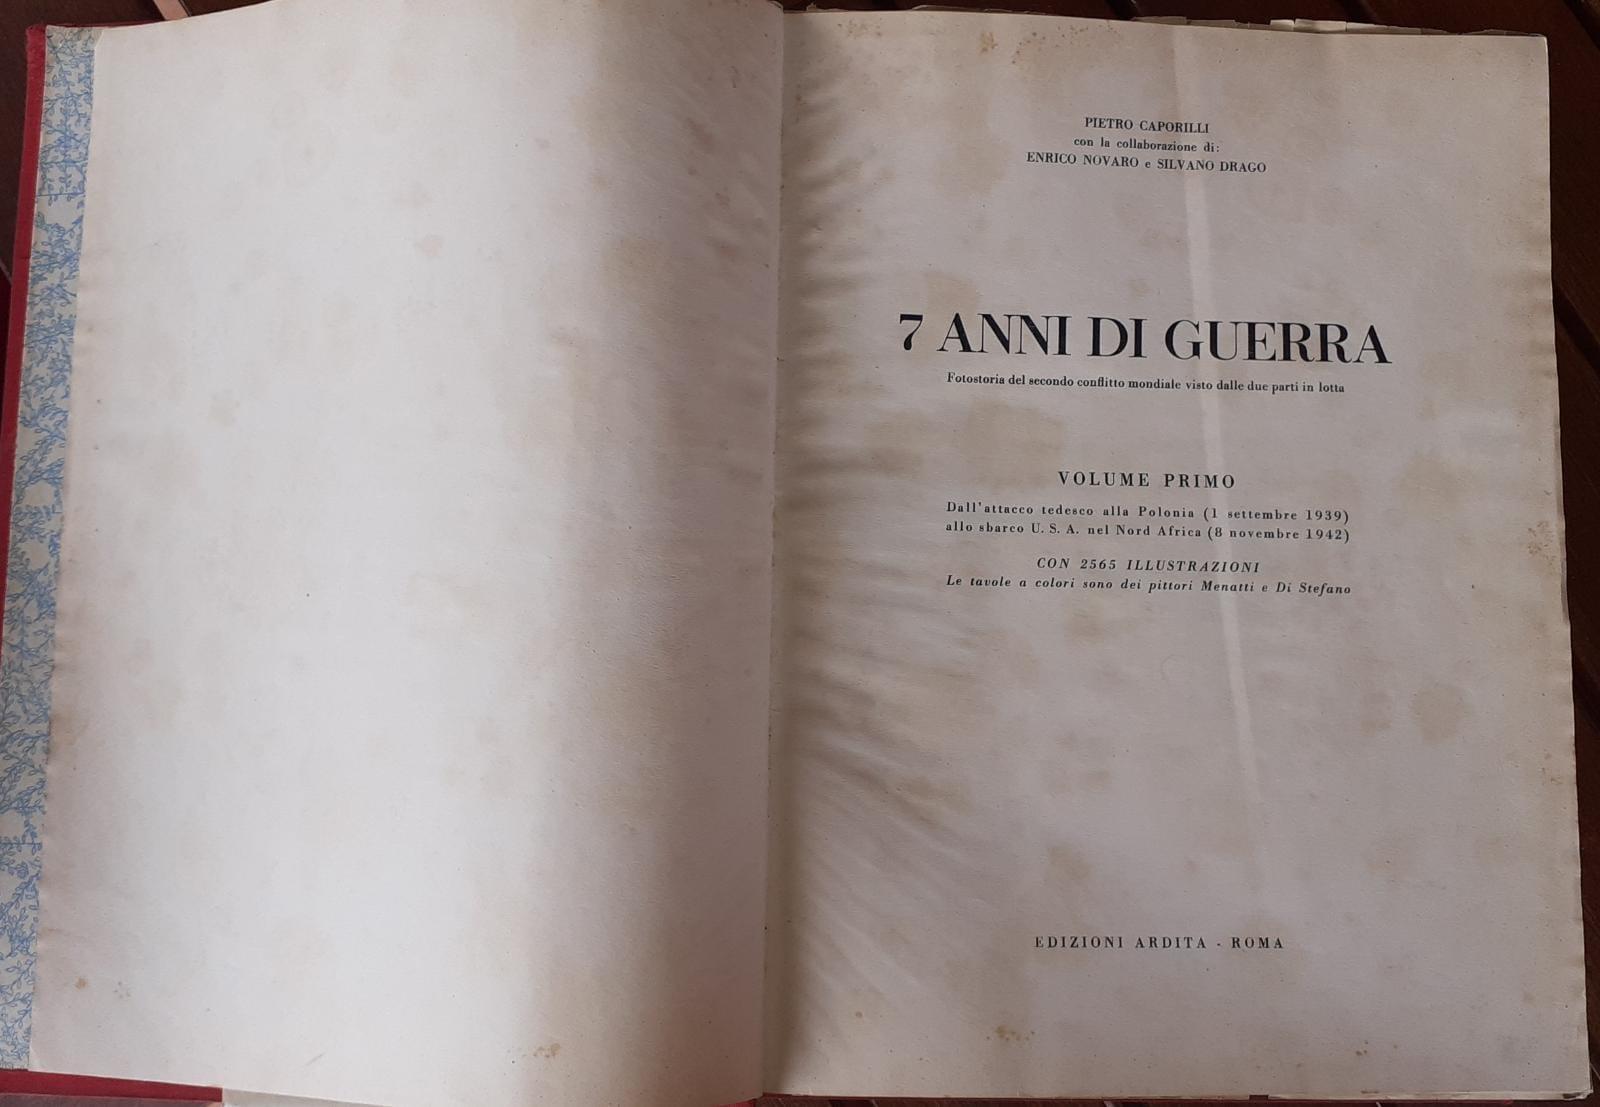 PIETRO CAPORILLI
con la collaborazione di:
ENRICO NOVARO e SILVANO DRAGO
7 ANNI DI GUERRA
Fotostoria del secondo conflitto mondiale visto dalle due parti in lotta
VOLUME PRIMO
Dall'attacco tedesco alla Polonia (1 settembre 1939)
allo sbarco U. S. A. nel Nord Africa (8 novembre 1942)
CON 2565 ILLUSTRAZIONI
Le tavole a colori sono dei pittori Menatti e Di Stefano
EDIZIONI ARDITA - ROMA